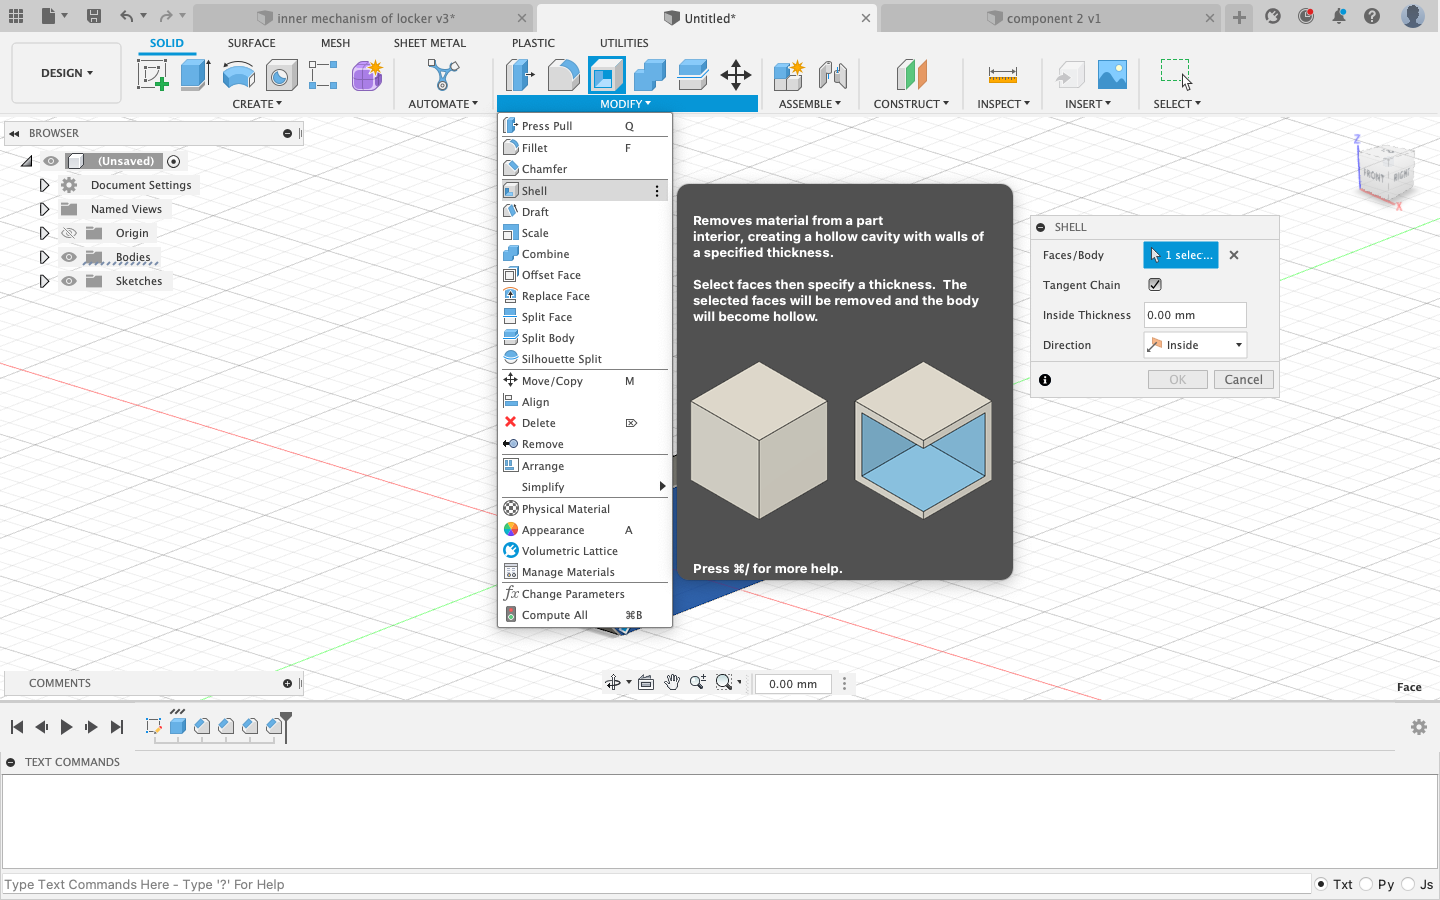 inner mechanism of locker v3*
Untitled*
component 2 v1
SOLID
SURFACE
MESH
SHEET METAL
PLASTIC
UTILITIES
DESIGN
CREATE
AUTOMATE
MODIFY
ASSEMBLE
CONSTRUCT
INSPECT
INSERT
SELECT
BROWSER
(Unsaved)
Document Settings
Named Views
Origin
Bodies
Sketches
Press Pull Q
Fillet F
Chamfer
Shell
Draft
Scale
Combine
Offset Face
Replace Face
Split Face
Split Body
Silhouette Split
Move/Copy M
Align
Delete
Remove
Arrange
Simplify
Physical Material
Appearance A
Volumetric Lattice
Manage Materials
fx Change Parameters
Compute All ⌘B
Removes material from a part
interior, creating a hollow cavity with walls of
a specified thickness.
Select faces then specify a thickness. The
selected faces will be removed and the body
will become hollow.
Press ⌘/ for more help.
Z
FRONT
RIGHT
X
SHELL
Faces/Body 1 selec...
Tangent Chain
Inside Thickness 0.00 mm
Direction Inside
OK
Cancel
COMMENTS
0.00 mm
Face
TEXT COMMANDS
Type Text Commands Here - Type '?' For Help
Txt
Py
Js